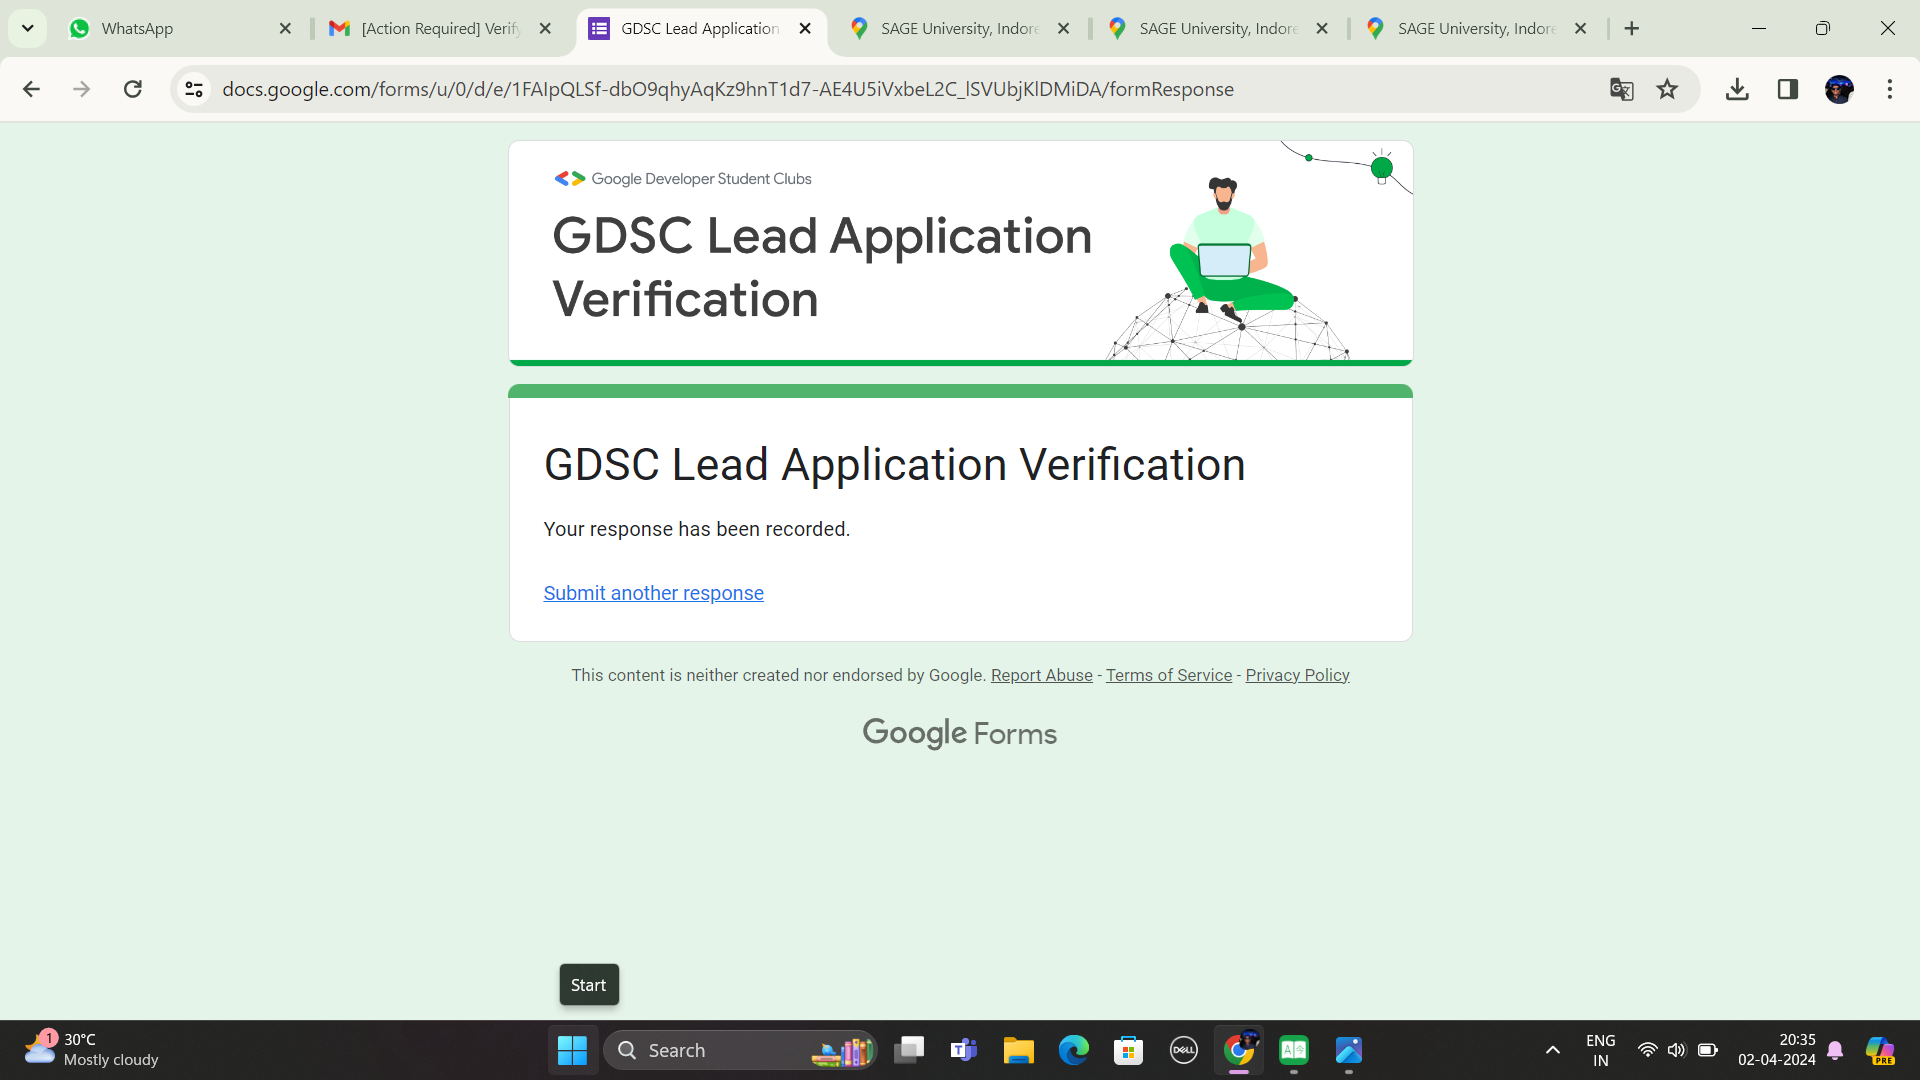 WhatsApp
[Action Required] Verify
GDSC Lead Application
SAGE University, Indore
SAGE University, Indore
SAGE University, Indore
docs.google.com/forms/u/0/d/e/1FAIpQLSf-dbO9qhyAqKz9hnT1d7-AE4U5iVxbeL2C_lSVUbjKlDMiDA/formResponse
Google Developer Student Clubs
GDSC Lead Application
Verification
GDSC Lead Application Verification
Your response has been recorded.
Submit another response
This content is neither created nor endorsed by Google. Report Abuse - Terms of Service - Privacy Policy
Google Forms
Start
1
30°C
Mostly cloudy
Search
DELL
ENG
IN
20:35
02-04-2024
PRE